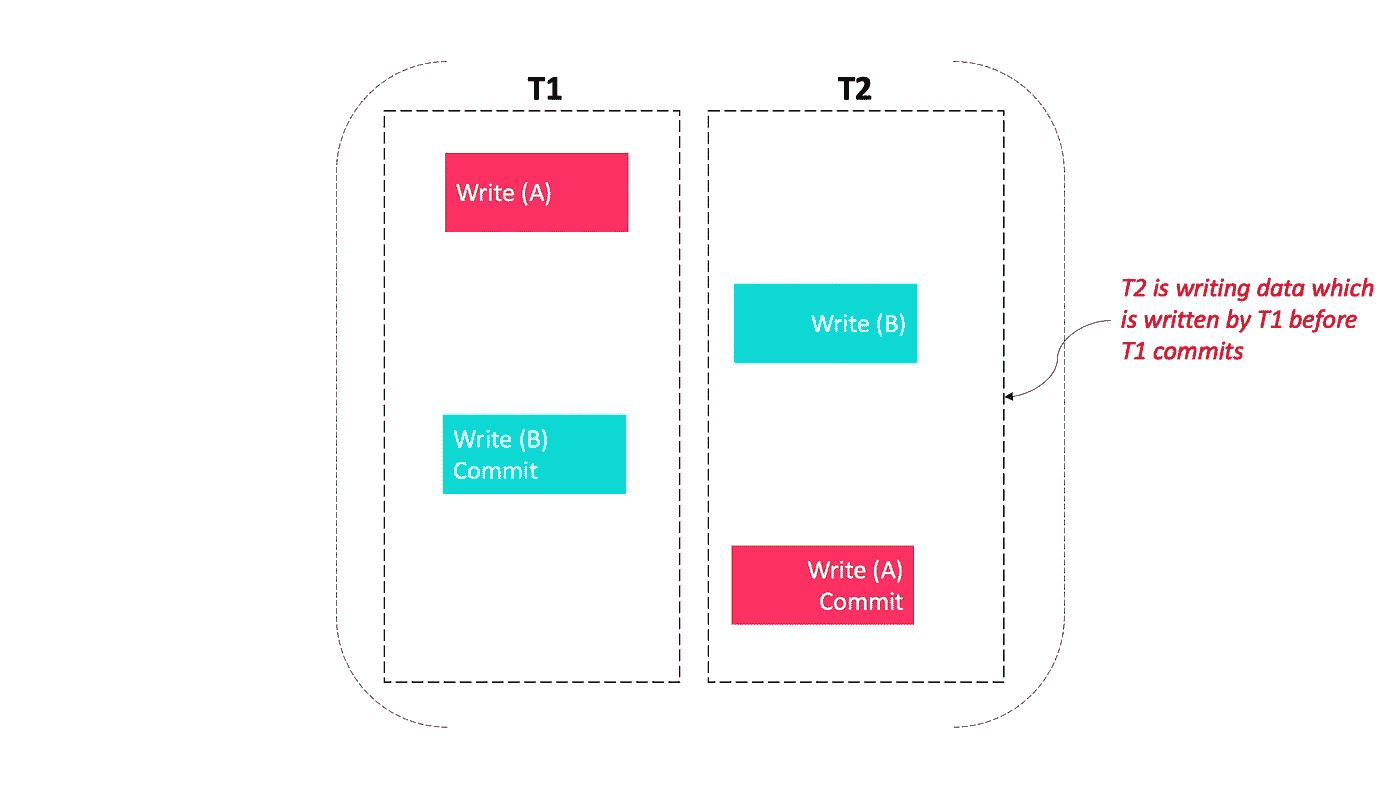 T1
T2
Write (A)
Write (B)
T2 is writing data which
is written by T1 before
T1 commits
Write (B)
Commit
Write (A)
Commit